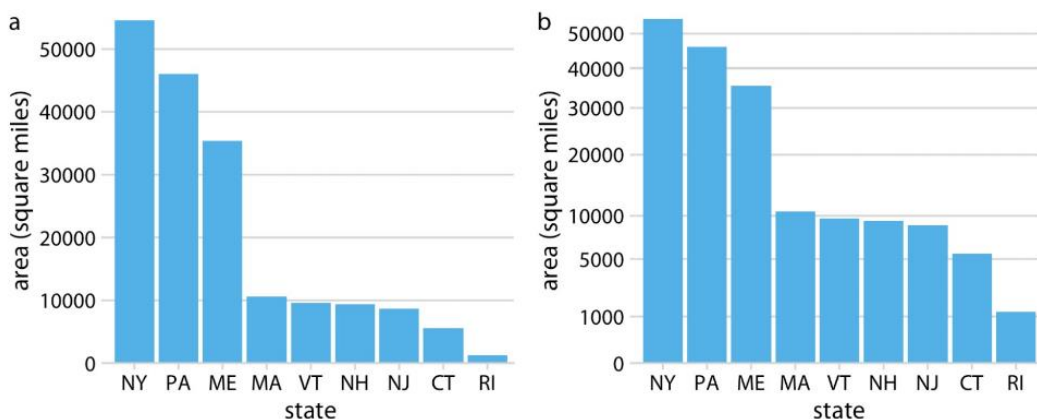 a
area (square miles)
50000
40000
30000
20000
10000
0
NY PA ME MA VT NH NJ CT RI
state
b
area (square miles)
50000
40000
30000
20000
10000
5000
1000
0
NY PA ME MA VT NH NJ CT RI
state